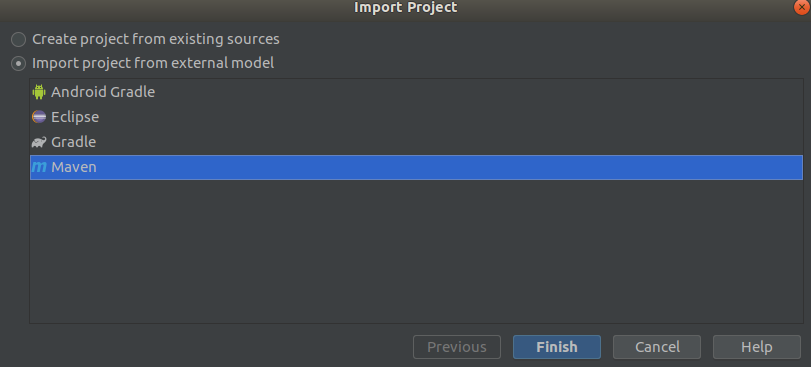 Import Project
Create project from existing sources
Import project from external model
Android Gradle
Eclipse
Gradle
m Maven
Previous Finish Cancel Help